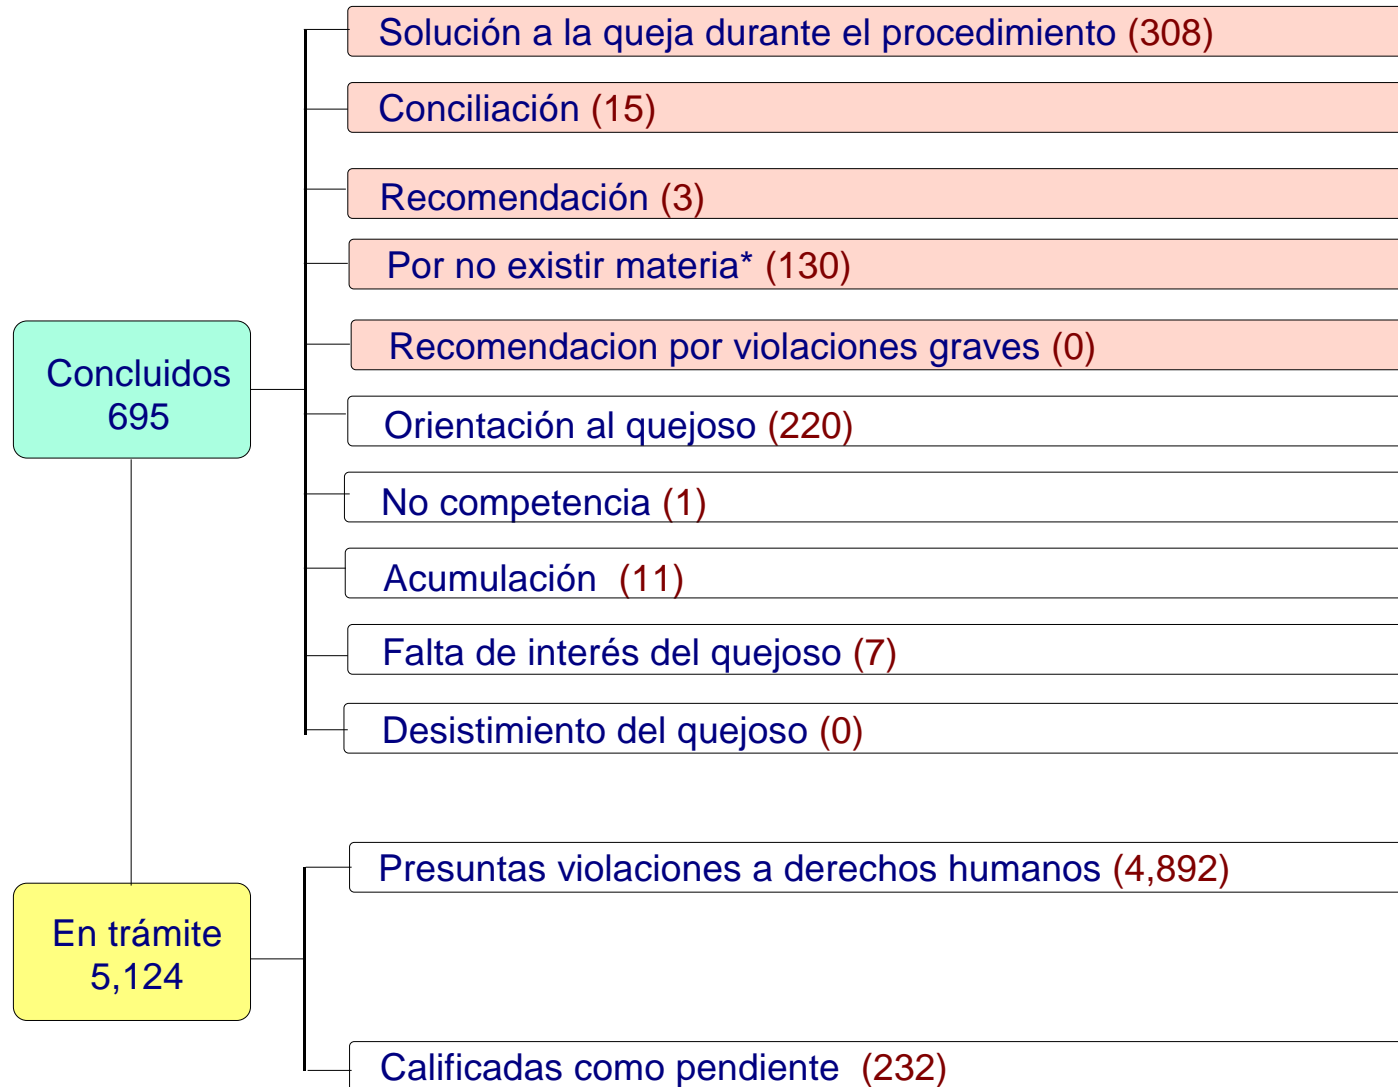 Solución a la queja durante el procedimiento (308)
Conciliación (15)
Recomendación (3)
Por no existir materia* (130)
Recomendacion por violaciones graves (0)
Concluidos
695
Orientación al quejoso (220)
No competencia (1)
Acumulación (11)
Falta de interés del quejoso (7)
Desistimiento del quejoso (0)
Presuntas violaciones a derechos humanos (4,892)
En trámite
5,124
Calificadas como pendiente (232)